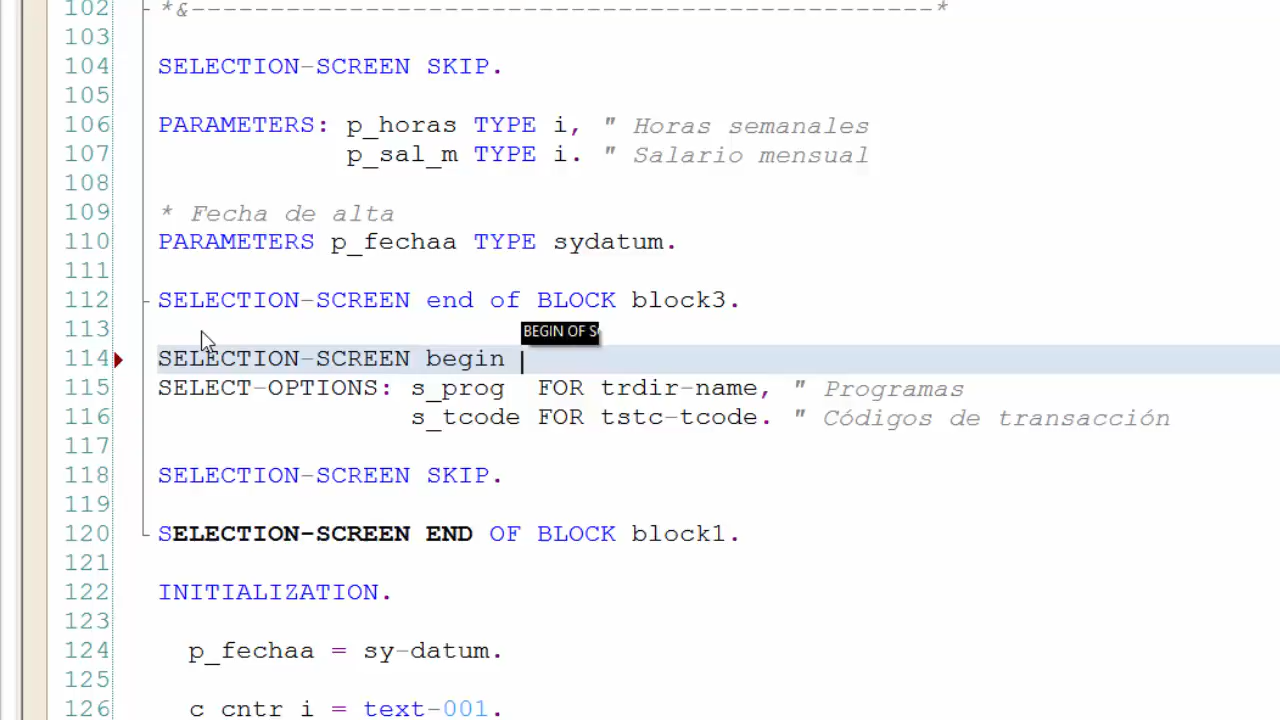 102 *&-----------------------------------------------*
103
104 SELECTION-SCREEN SKIP.
105
106 PARAMETERS: p_horas TYPE i, " Horas semanales
107             p_sal_m TYPE i. " Salario mensual
108
109 * Fecha de alta
110 PARAMETERS p_fechaa TYPE sydatum.
111
112 SELECTION-SCREEN end of BLOCK block3.
113
BEGIN OF S
114 SELECTION-SCREEN begin
115 SELECT-OPTIONS: s_prog  FOR trdir-name, " Programas
116                 s_tcode FOR tstc-tcode. " Códigos de transacción
117
118 SELECTION-SCREEN SKIP.
119
120 SELECTION-SCREEN END OF BLOCK block1.
121
122 INITIALIZATION.
123
124   p_fechaa = sy-datum.
125
126   c_cntr_i = text-001.